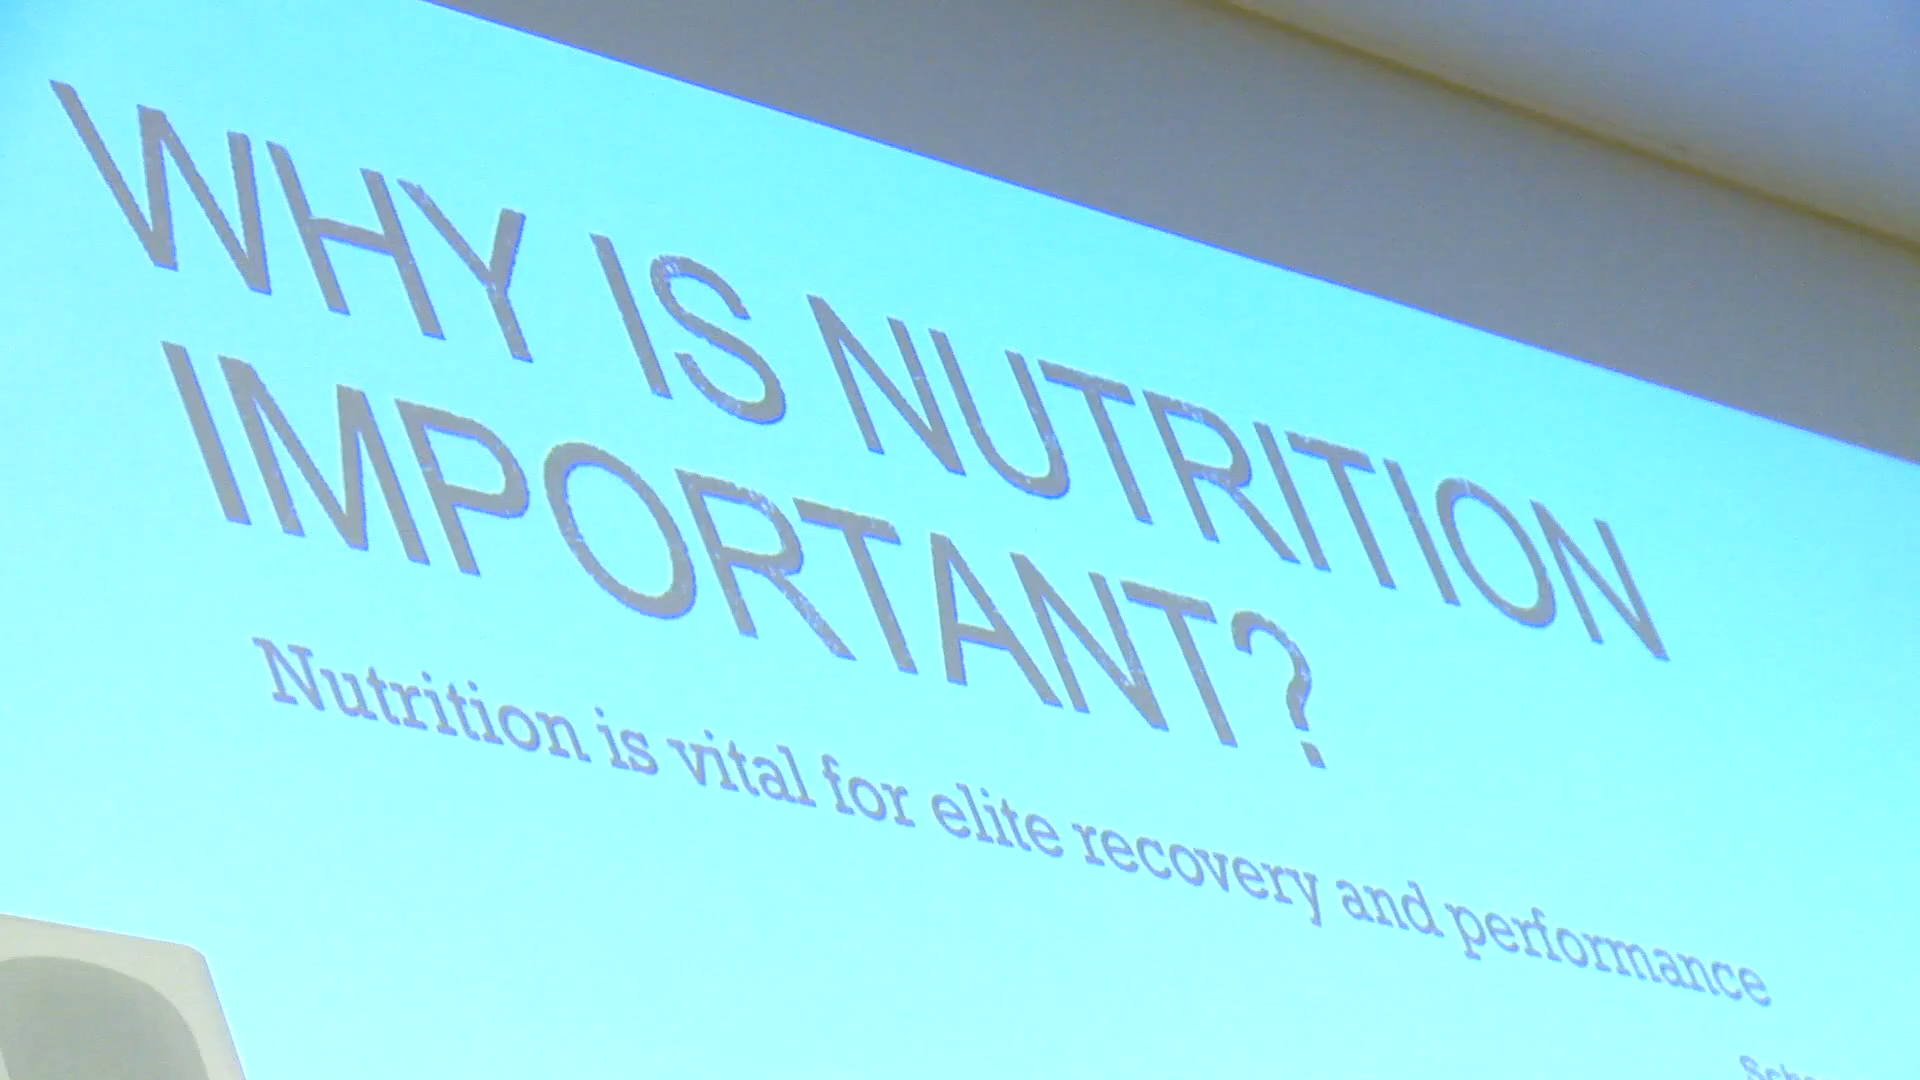 WHY IS NUTRITION
IMPORTANT?
Nutrition is vital for elite recovery and performance